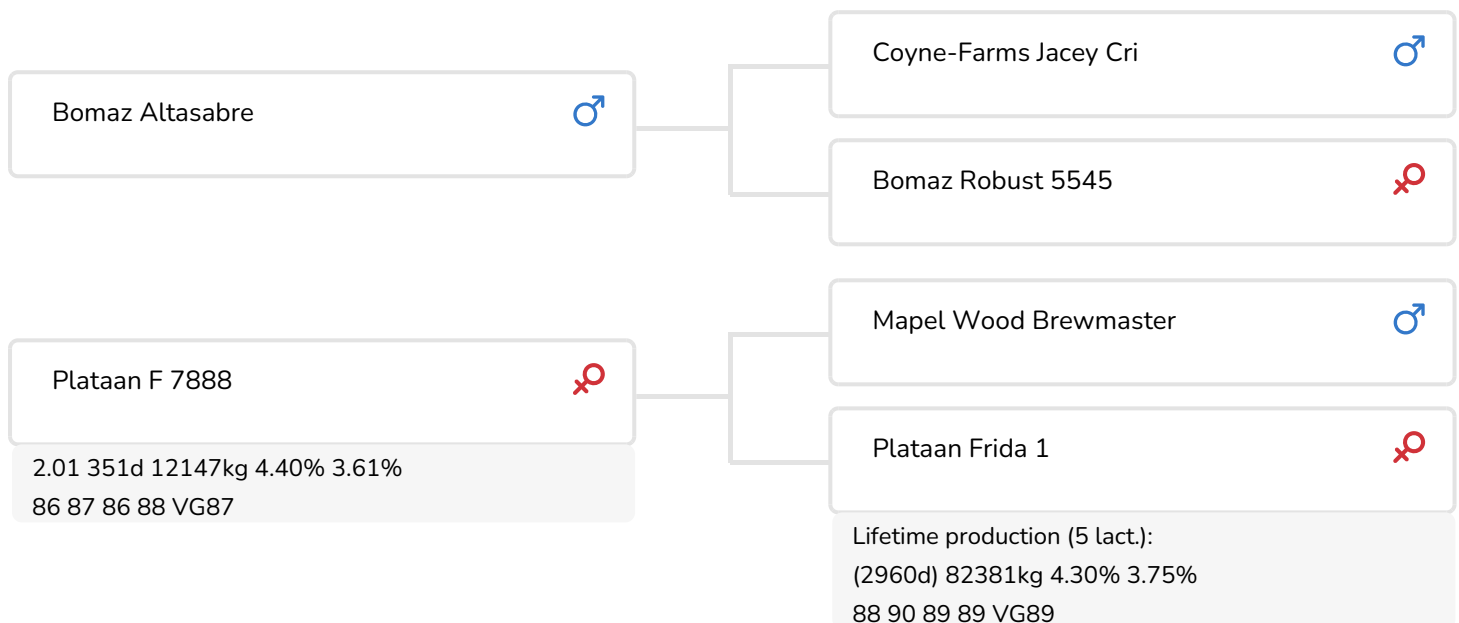 Coyne-Farms Jacey Cri
Bomaz Altasabre
Bomaz Robust 5545
Mapel Wood Brewmaster
Plataan F 7888
2.01 351d 12147kg 4.40% 3.61%
86 87 86 88 VG87
Plataan Frida 1
Lifetime production (5 lact.):
(2960d) 82381kg 4.30% 3.75%
88 90 89 89 VG89